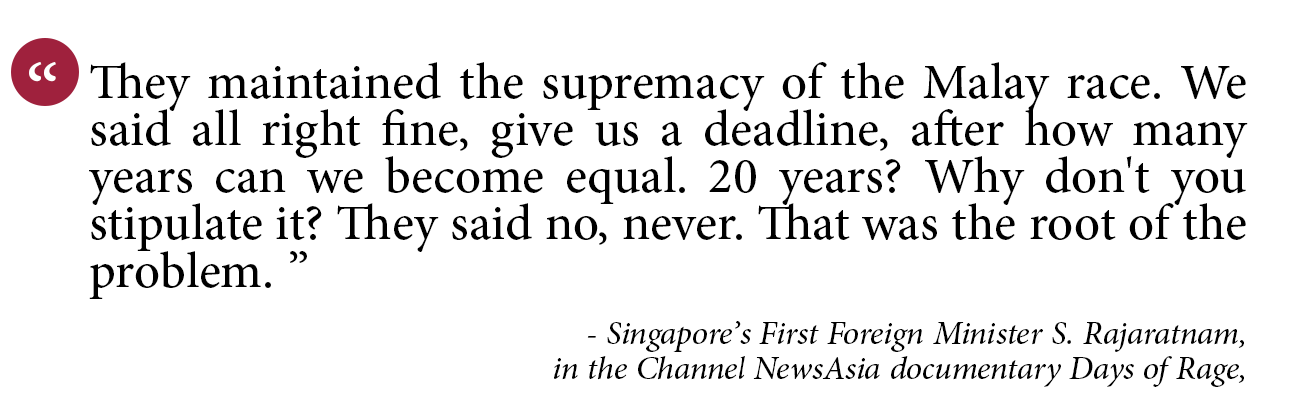 “ They maintained the supremacy of the Malay race. We
said all right fine, give us a deadline, after how many
years can we become equal. 20 years? Why don't you
stipulate it? They said no, never. That was the root of the
problem. ”
- Singapore’s First Foreign Minister S. Rajaratnam,
in the Channel NewsAsia documentary Days of Rage,